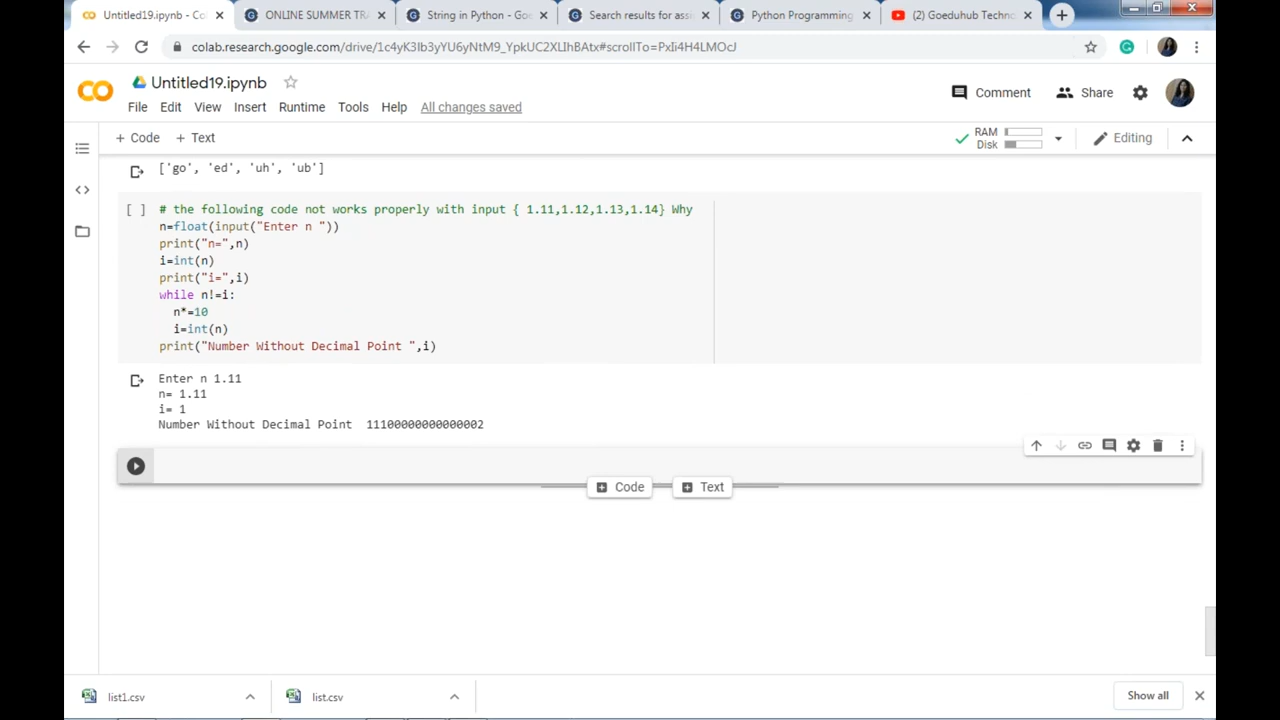 Untitled19.ipynb - Co
ONLINE SUMMER TRA
String in Python - Goe
Search results for assi
Python Programming
(2) Goeduhub Techno
colab.research.google.com/drive/1c4yK3Ib3yYU6yNtM9_YpkUC2XLIhBAtx#scrollTo=PxIi4H4LMOcJ
CO
Untitled19.ipynb
File Edit View Insert Runtime Tools Help All changes saved
Comment
Share
+ Code + Text
RAM
Disk
Editing
['go', 'ed', 'uh', 'ub']
[ ] # the following code not works properly with input { 1.11,1.12,1.13,1.14} Why
n=float(input("Enter n "))
print("n=",n)
i=int(n)
print("i=",i)
while n!=i:
n*=10
i=int(n)
print("Number Without Decimal Point ",i)
Enter n 1.11
n= 1.11
i= 1
Number Without Decimal Point 11100000000000002
Code
Text
list1.csv
list.csv
Show all